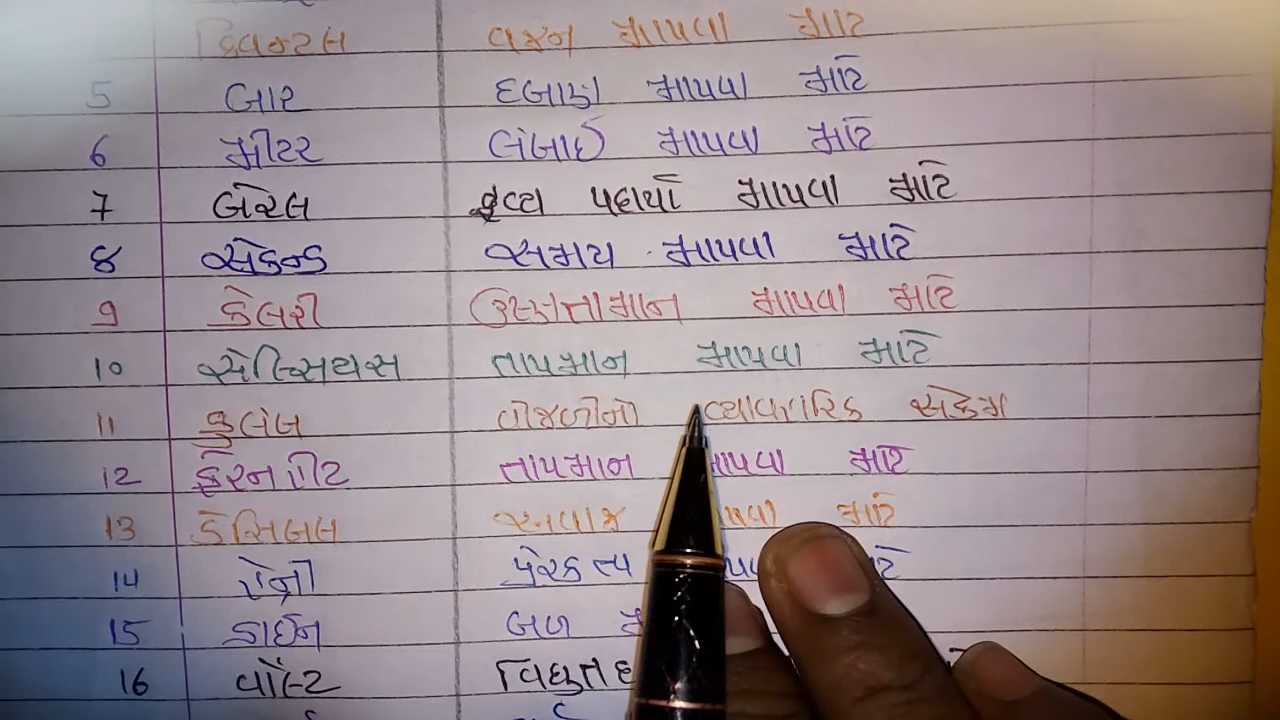 ક્વિન્ટલ વજન માપવા માટે
5 બાર દબાણ માપવા માટે
6 મીટર લંબાઈ માપવા માટે
7 બેરલ દ્રવ્ય પદાર્થો માપવા માટે
8 સેકન્ડ સમય માપવા માટે
9 કેલરી ઉષ્ણતામાન માપવા માટે
10 સેલ્સિયસ તાપમાન માપવા માટે
11 કુલંબ વીજળીનો વ્યાવહારિક
12 ફેરનહીટ તાપમાન માપવા માટે
13 ડેસિબલ અવાજ માટે
14 હેન્રી પ્રેરકત્વ
15 ડાઈન બળ
16 વોલ્ટ